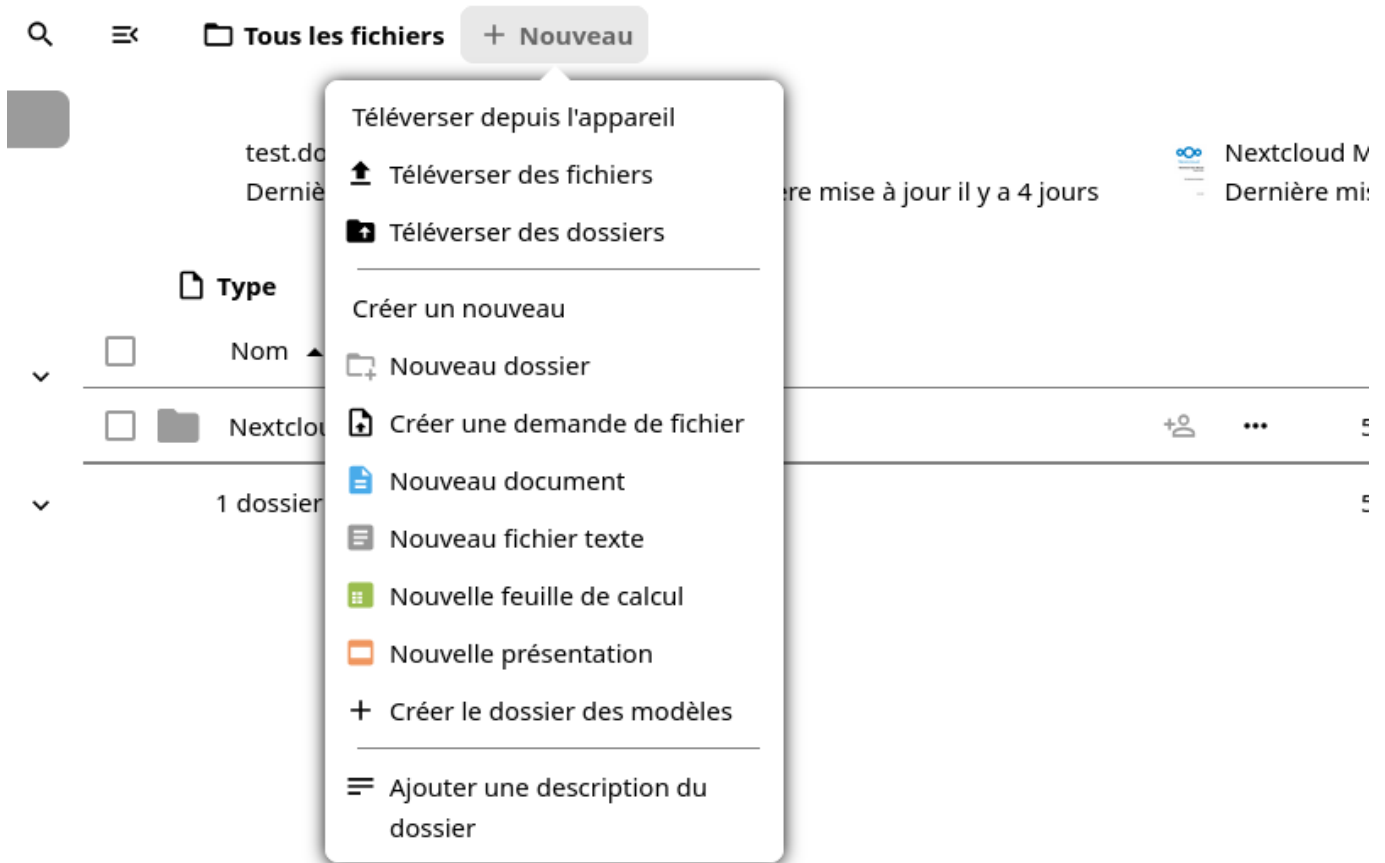 Tous les fichiers
+ Nouveau
Téléverser depuis l'appareil
Téléverser des fichiers
Téléverser des dossiers
Créer un nouveau
Nouveau dossier
Créer une demande de fichier
Nouveau document
Nouveau fichier texte
Nouvelle feuille de calcul
Nouvelle présentation
Créer le dossier des modèles
Ajouter une description du
dossier
mise à jour il y a 4 jours
Nextcloud
Dernière
Type
Nom
1 dossier